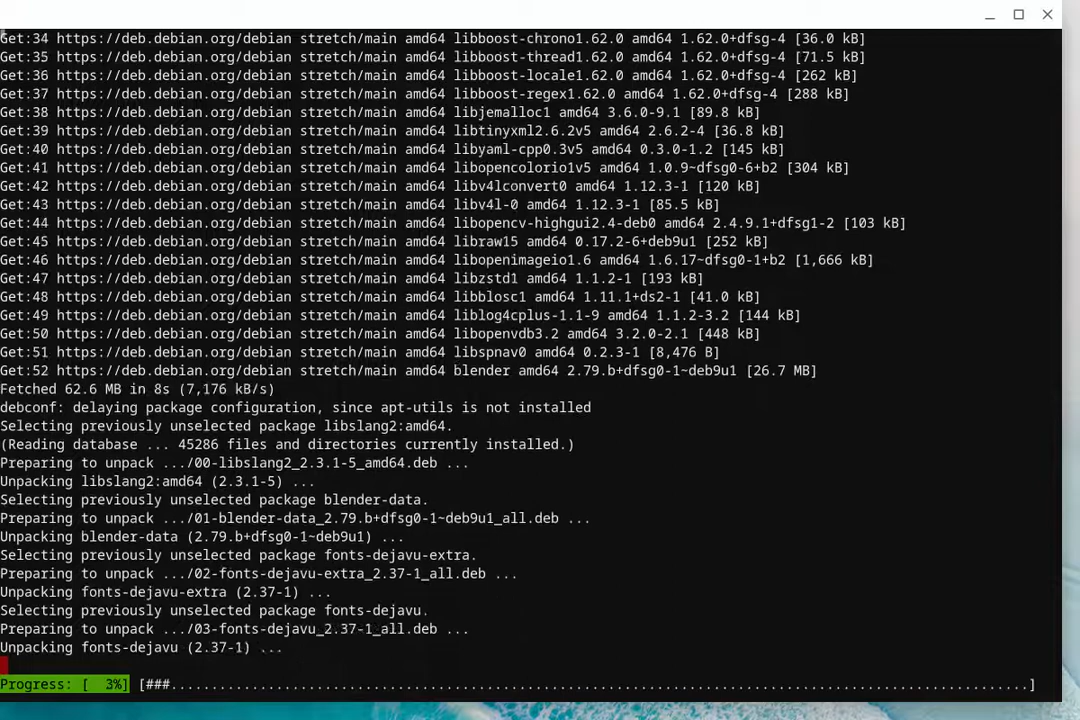 Get:34 https://deb.debian.org/debian stretch/main amd64 libboost-chrono1.62.0 amd64 1.62.0+dfsg-4 [36.0 kB]
Get:35 https://deb.debian.org/debian stretch/main amd64 libboost-thread1.62.0 amd64 1.62.0+dfsg-4 [71.5 kB]
Get:36 https://deb.debian.org/debian stretch/main amd64 libboost-locale1.62.0 amd64 1.62.0+dfsg-4 [262 kB]
Get:37 https://deb.debian.org/debian stretch/main amd64 libboost-regex1.62.0 amd64 1.62.0+dfsg-4 [288 kB]
Get:38 https://deb.debian.org/debian stretch/main amd64 libjemalloc1 amd64 3.6.0-9.1 [89.8 kB]
Get:39 https://deb.debian.org/debian stretch/main amd64 libtinyxml2.6.2v5 amd64 2.6.2-4 [36.8 kB]
Get:40 https://deb.debian.org/debian stretch/main amd64 libyaml-cpp0.3v5 amd64 0.3.0-1.2 [145 kB]
Get:41 https://deb.debian.org/debian stretch/main amd64 libopencolorio1v5 amd64 1.0.9~dfsg0-6+b2 [304 kB]
Get:42 https://deb.debian.org/debian stretch/main amd64 libv4lconvert0 amd64 1.12.3-1 [120 kB]
Get:43 https://deb.debian.org/debian stretch/main amd64 libv4l-0 amd64 1.12.3-1 [85.5 kB]
Get:44 https://deb.debian.org/debian stretch/main amd64 libopencv-highgui2.4-deb0 amd64 2.4.9.1+dfsg1-2 [103 kB]
Get:45 https://deb.debian.org/debian stretch/main amd64 libraw15 amd64 0.17.2-6+deb9u1 [252 kB]
Get:46 https://deb.debian.org/debian stretch/main amd64 libopenimageio1.6 amd64 1.6.17~dfsg0-1+b2 [1,666 kB]
Get:47 https://deb.debian.org/debian stretch/main amd64 libzstd1 amd64 1.1.2-1 [193 kB]
Get:48 https://deb.debian.org/debian stretch/main amd64 libblosc1 amd64 1.11.1+ds2-1 [41.0 kB]
Get:49 https://deb.debian.org/debian stretch/main amd64 liblog4cplus-1.1-9 amd64 1.1.2-3.2 [144 kB]
Get:50 https://deb.debian.org/debian stretch/main amd64 libopenvdb3.2 amd64 3.2.0-2.1 [448 kB]
Get:51 https://deb.debian.org/debian stretch/main amd64 libspnav0 amd64 0.2.3-1 [8,476 B]
Get:52 https://deb.debian.org/debian stretch/main amd64 blender amd64 2.79.b+dfsg0-1~deb9u1 [26.7 MB]
Fetched 62.6 MB in 8s (7,176 kB/s)
debconf: delaying package configuration, since apt-utils is not installed
Selecting previously unselected package libslang2:amd64.
(Reading database ... 45286 files and directories currently installed.)
Preparing to unpack .../00-libslang2_2.3.1-5_amd64.deb ...
Unpacking libslang2:amd64 (2.3.1-5) ...
Selecting previously unselected package blender-data.
Preparing to unpack .../01-blender-data_2.79.b+dfsg0-1~deb9u1_all.deb ...
Unpacking blender-data (2.79.b+dfsg0-1~deb9u1) ...
Selecting previously unselected package fonts-dejavu-extra.
Preparing to unpack .../02-fonts-dejavu-extra_2.37-1_all.deb ...
Unpacking fonts-dejavu-extra (2.37-1) ...
Selecting previously unselected package fonts-dejavu.
Preparing to unpack .../03-fonts-dejavu_2.37-1_all.deb ...
Unpacking fonts-dejavu (2.37-1) ...
Progress: [  3%] [###..........................................................................................................]